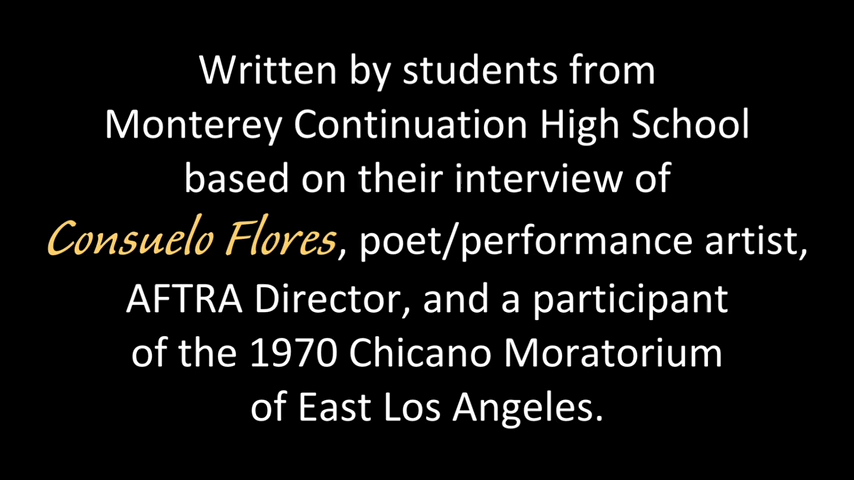 Written by students from
Monterey Continuation High School
based on their interview of
Consuelo Flores, poet/performance artist,
AFTRA Director, and a participant
of the 1970 Chicano Moratorium
of East Los Angeles.